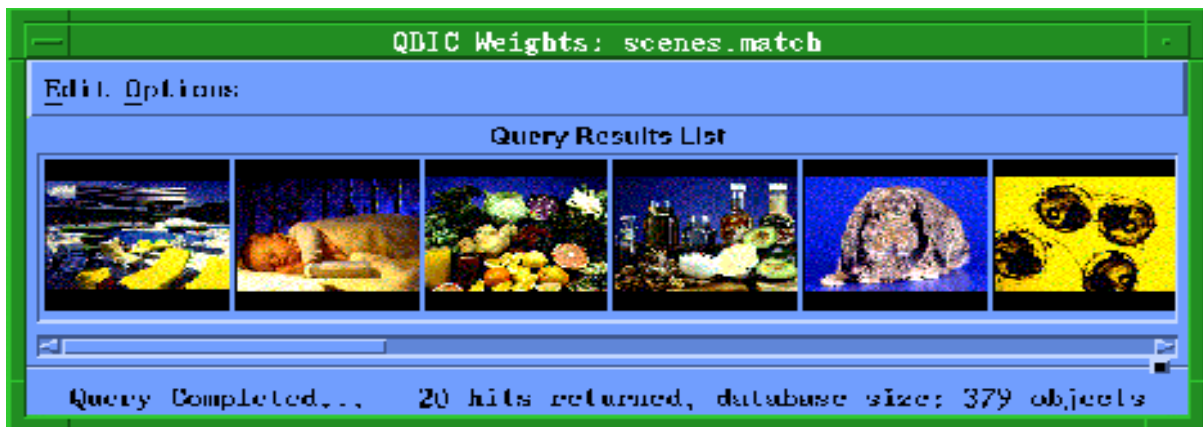 QBIC Weights: scenes.match
Edit Options
Query Results List
Query Completed... 20 hits returned, database size: 379 objects